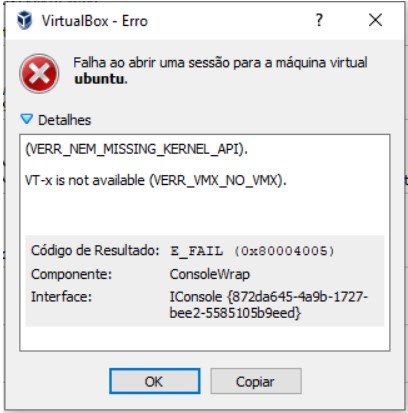 VirtualBox - Erro
Falha ao abrir uma sessão para a máquina virtual
ubuntu.
Detalhes
(VERR_NEM_MISSING_KERNEL_API).
VT-x is not available (VERR_VMX_NO_VMX).
Código de Resultado: E_FAIL (0x80004005)
Componente: ConsoleWrap
Interface: IConsole {872da645-4a9b-1727-
bee2-5585105b9eed}
OK Copiar